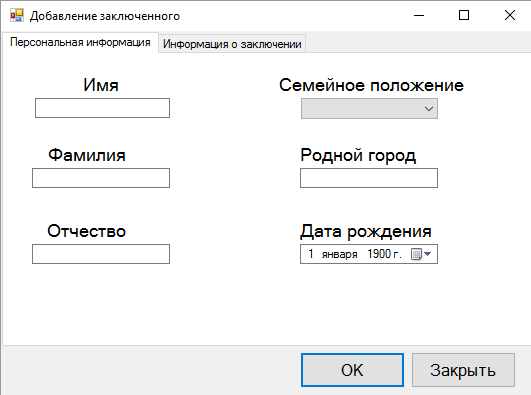 Добавление заключенного
Персональная информация Информация о заключении
Имя Семейное положение
Фамилия Родной город
Отчество Дата рождения
1 января 1900 г.
OK Закрыть